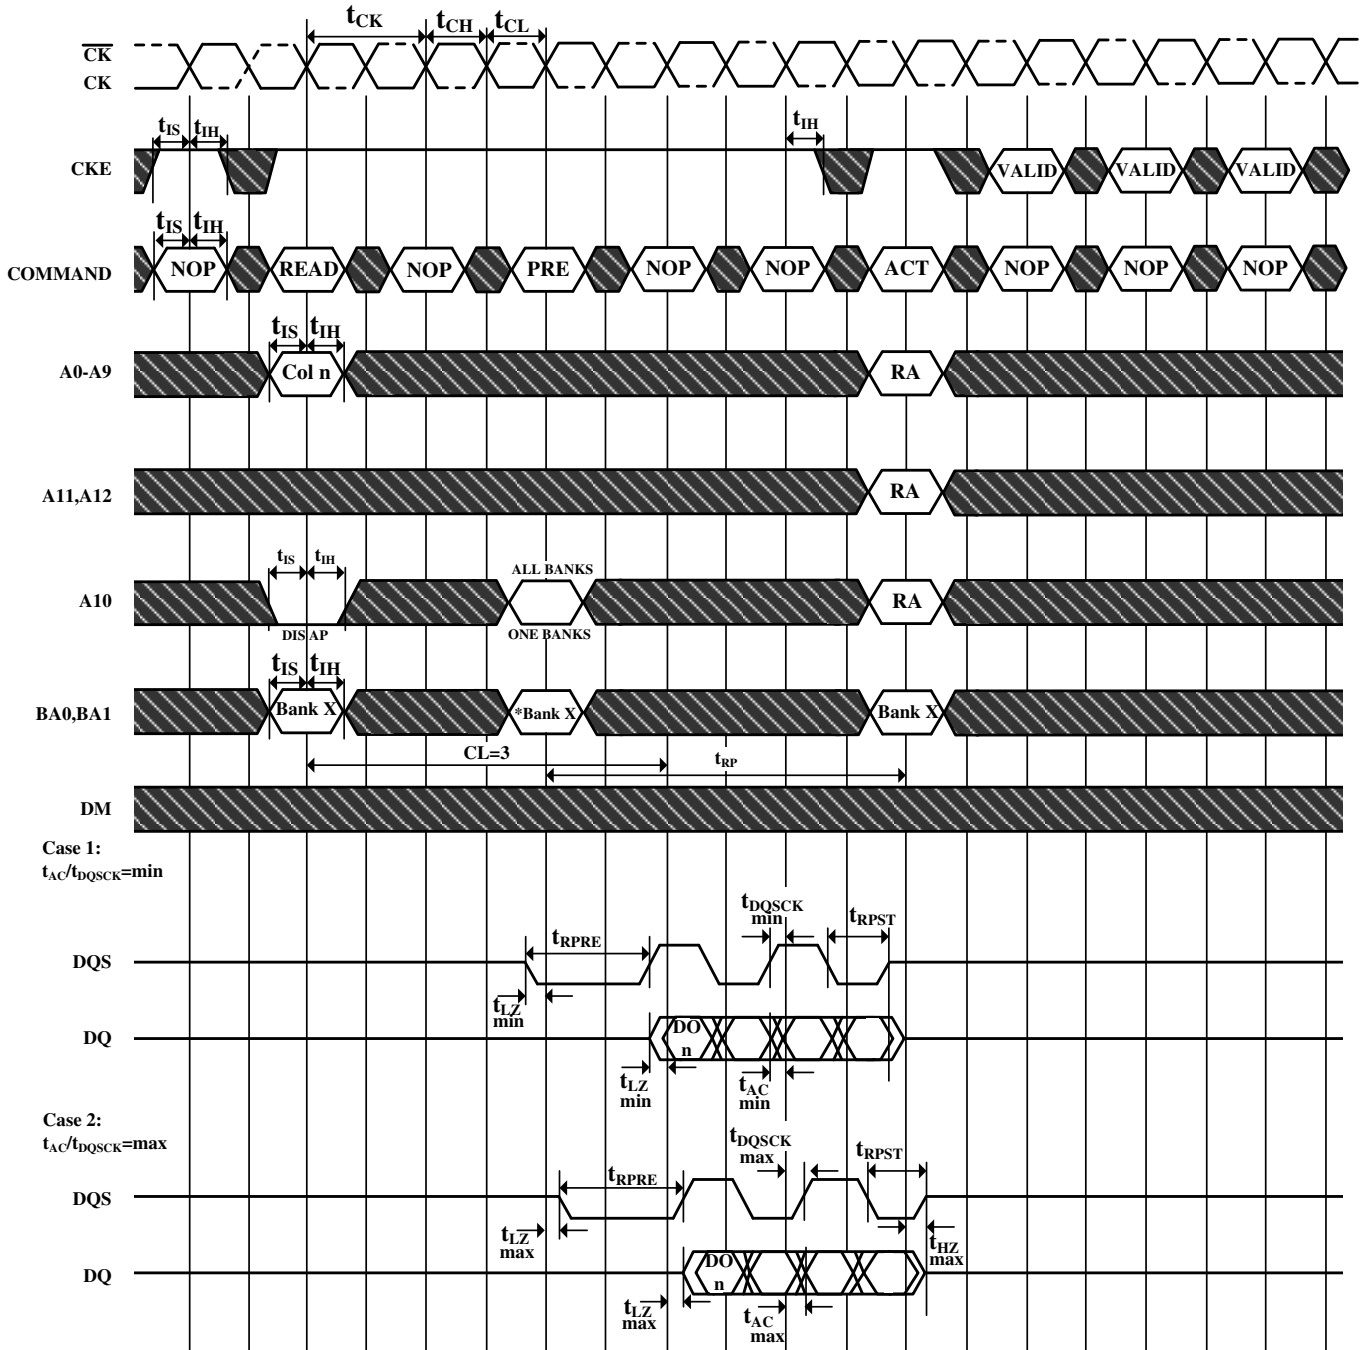 tCK tCH tCL
CK
CK
tIS tIH tIH
CKE VALID VALID VALID
tIS tIH
COMMAND NOP READ NOP PRE NOP NOP ACT NOP NOP NOP
tIS tIH
A0-A9 Col n RA
A11,A12 RA
tIS tIH ALL BANKS
A10 RA
DIS AP ONE BANKS
tIS tIH
BA0,BA1 Bank X *Bank X Bank X
CL=3 tRP
DM
Case 1:
tAC/tDQSCK=min
tDQSCK
min
tRPST
tRPRE
DQS
tLZ
min
DQ DO
n
tLZ
min
tAC
min
Case 2:
tAC/tDQSCK=max
tDQSCK
max
tRPST
tRPRE
DQS
tLZ
max
tHZ
max
DQ DO
n
tLZ
max
tAC
max